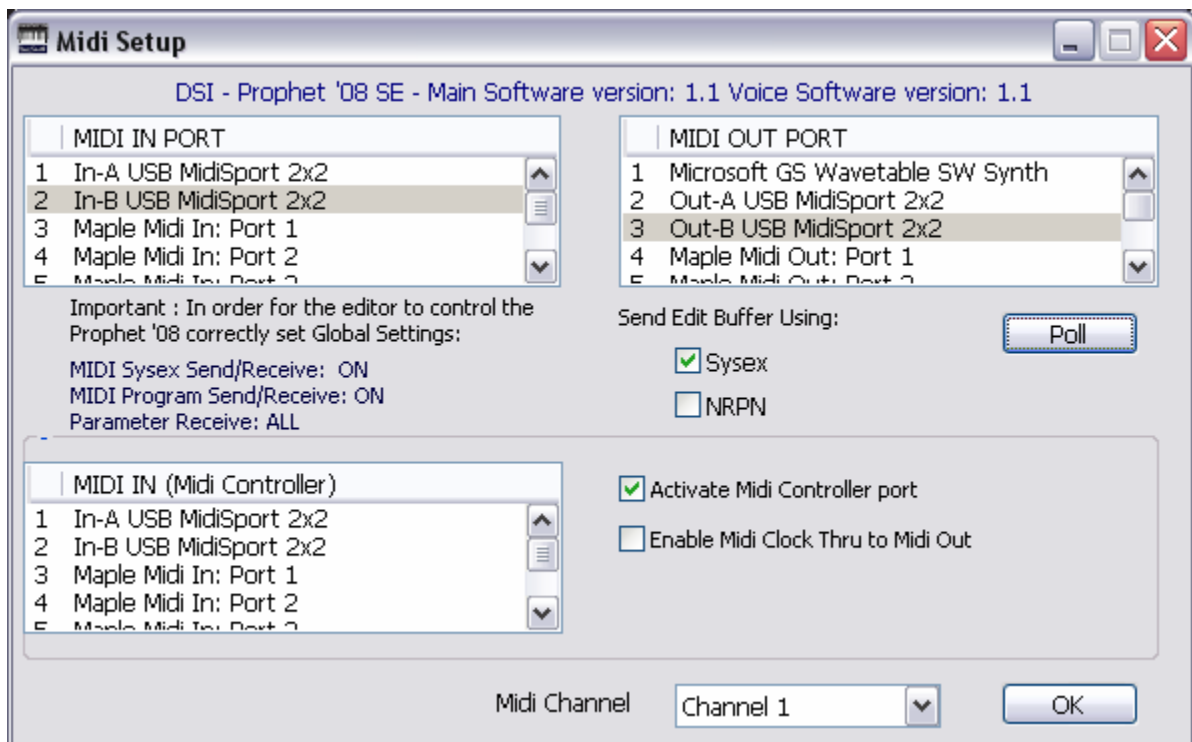 Midi Setup
DSI - Prophet '08 SE - Main Software version: 1.1 Voice Software version: 1.1
MIDI IN PORT
1 In-A USB MidiSport 2x2
2 In-B USB MidiSport 2x2
3 Maple Midi In: Port 1
4 Maple Midi In: Port 2
MIDI OUT PORT
1 Microsoft GS Wavetable SW Synth
2 Out-A USB MidiSport 2x2
3 Out-B USB MidiSport 2x2
4 Maple Midi Out: Port 1
Important : In order for the editor to control the
Prophet '08 correctly set Global Settings:
MIDI Sysex Send/Receive: ON
MIDI Program Send/Receive: ON
Parameter Receive: ALL
Send Edit Buffer Using:
Sysex
NRPN
Poll
MIDI IN (Midi Controller)
1 In-A USB MidiSport 2x2
2 In-B USB MidiSport 2x2
3 Maple Midi In: Port 1
4 Maple Midi In: Port 2
Activate Midi Controller port
Enable Midi Clock Thru to Midi Out
Midi Channel
Channel 1
OK